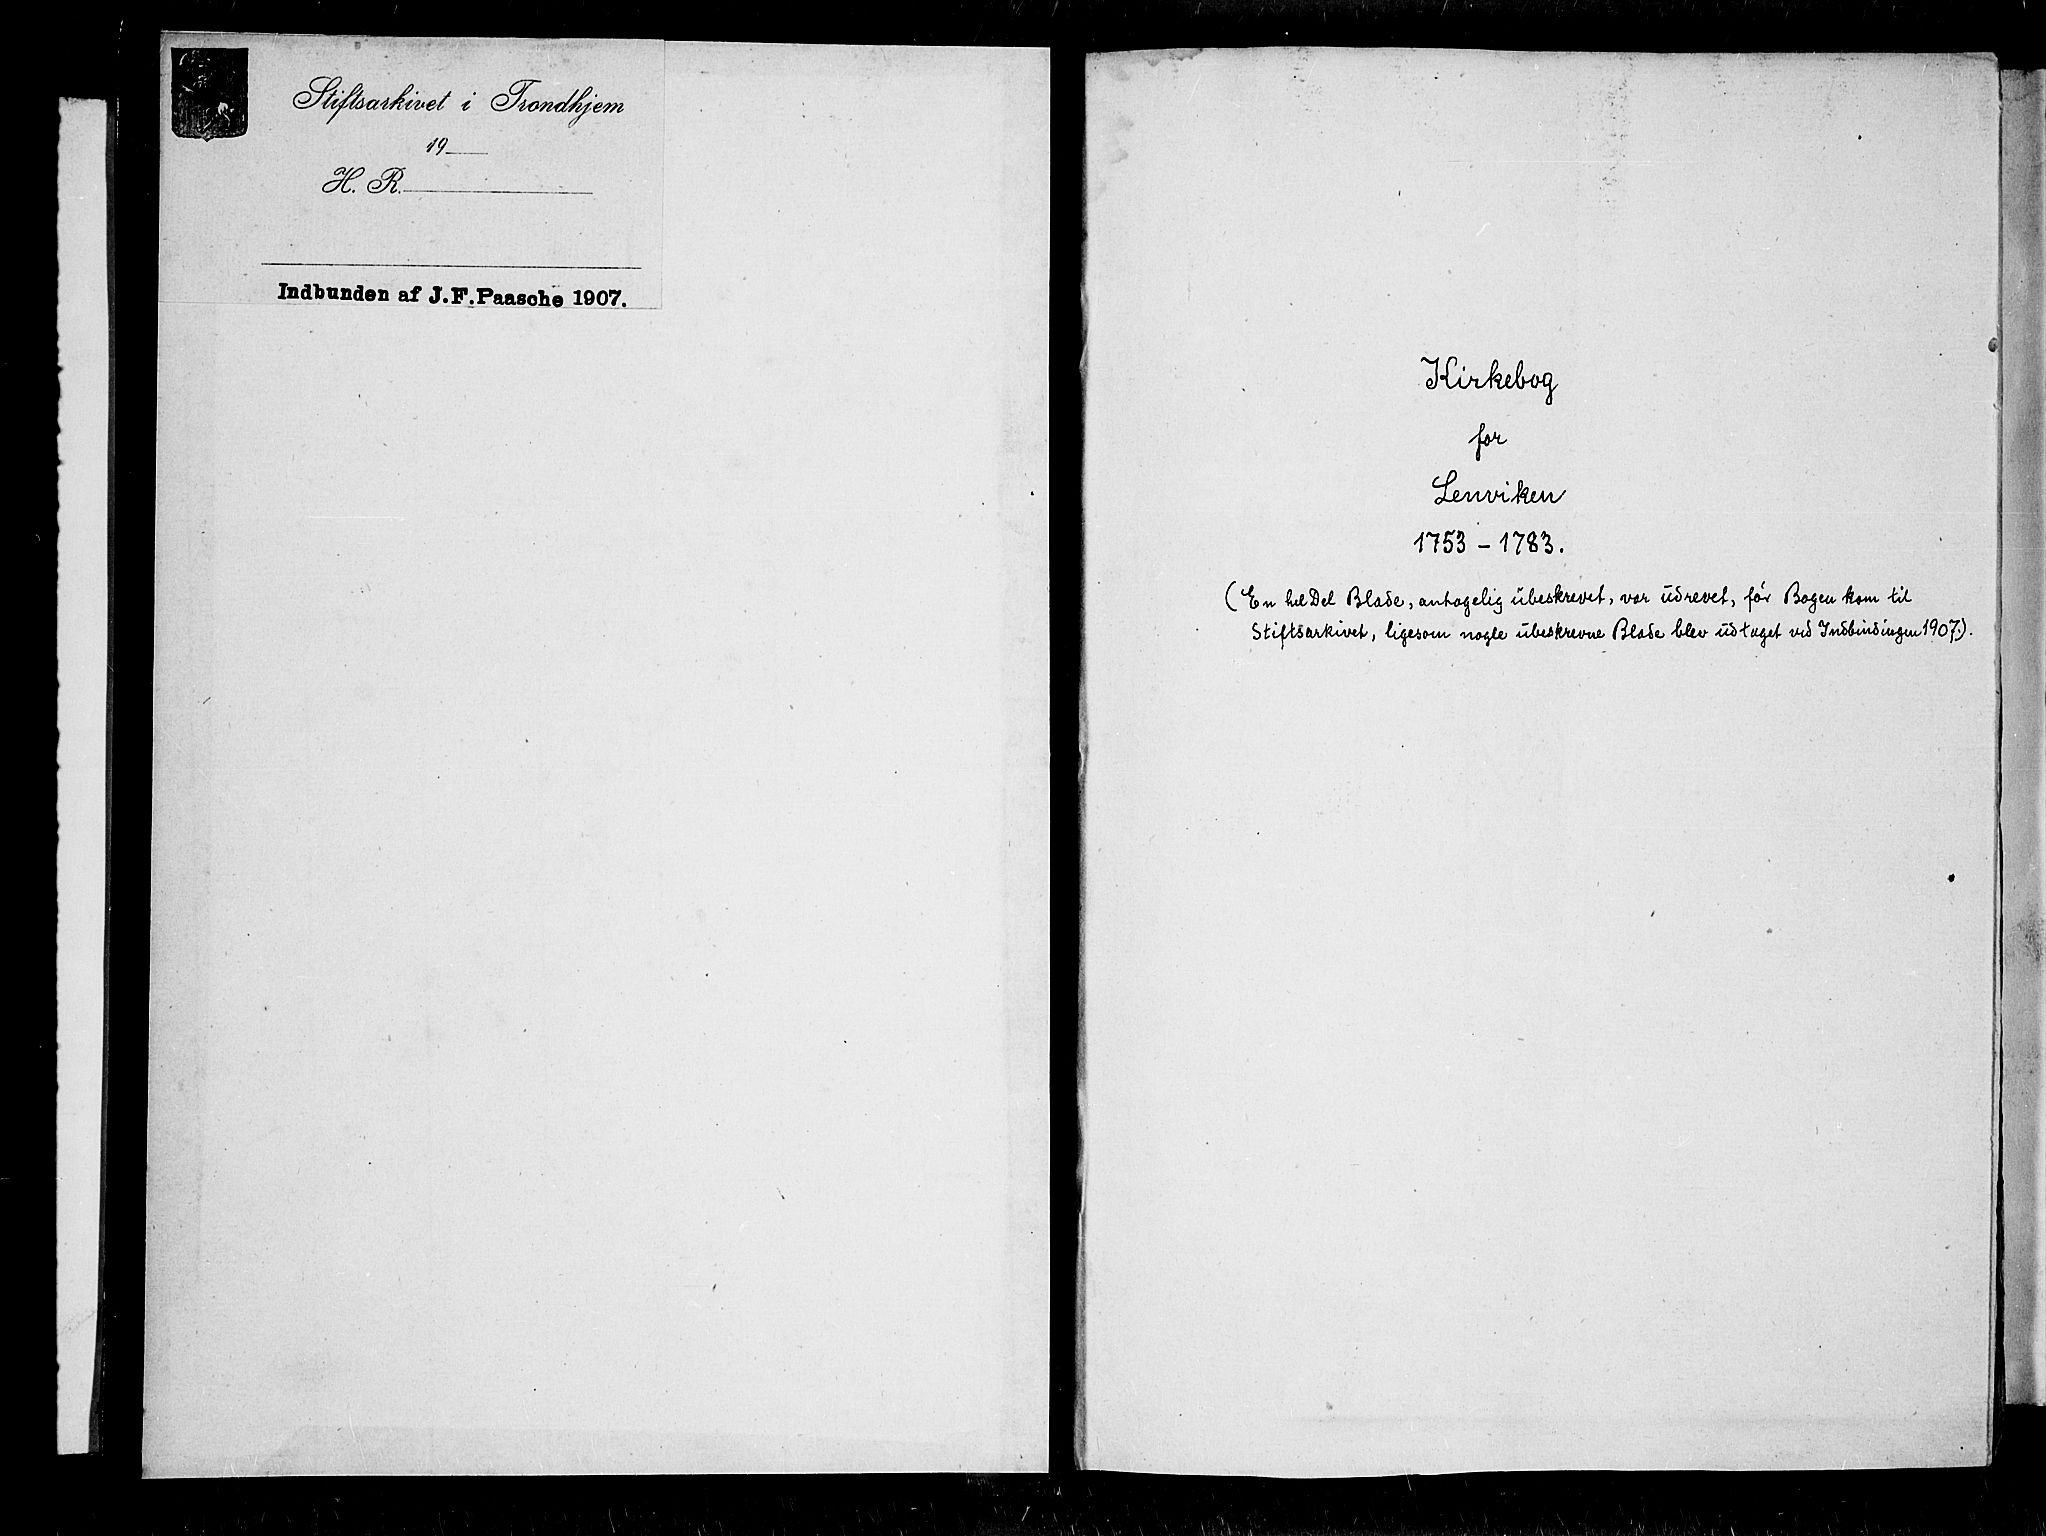 Stiftsarkivet i Trondhjem
19
H. R.
Indbunden af J.F.Paasche 1907.
Kirkebog
for
Lenviken
1753 – 1783.
(En hel Del Blade, antagelig ubeskrevet, var udrevet, før Bogen kom til
Stiftsarkivet, ligesom nogle ubeskrevne Blade blev udtaget ved Indbindingen 1907.).